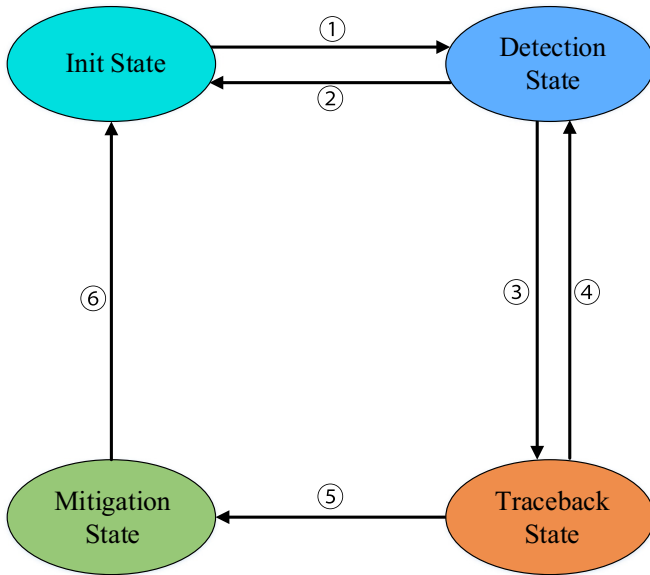 ①
Init State
Detection
State
②
③
④
⑥
⑤
Mitigation
State
Traceback
State